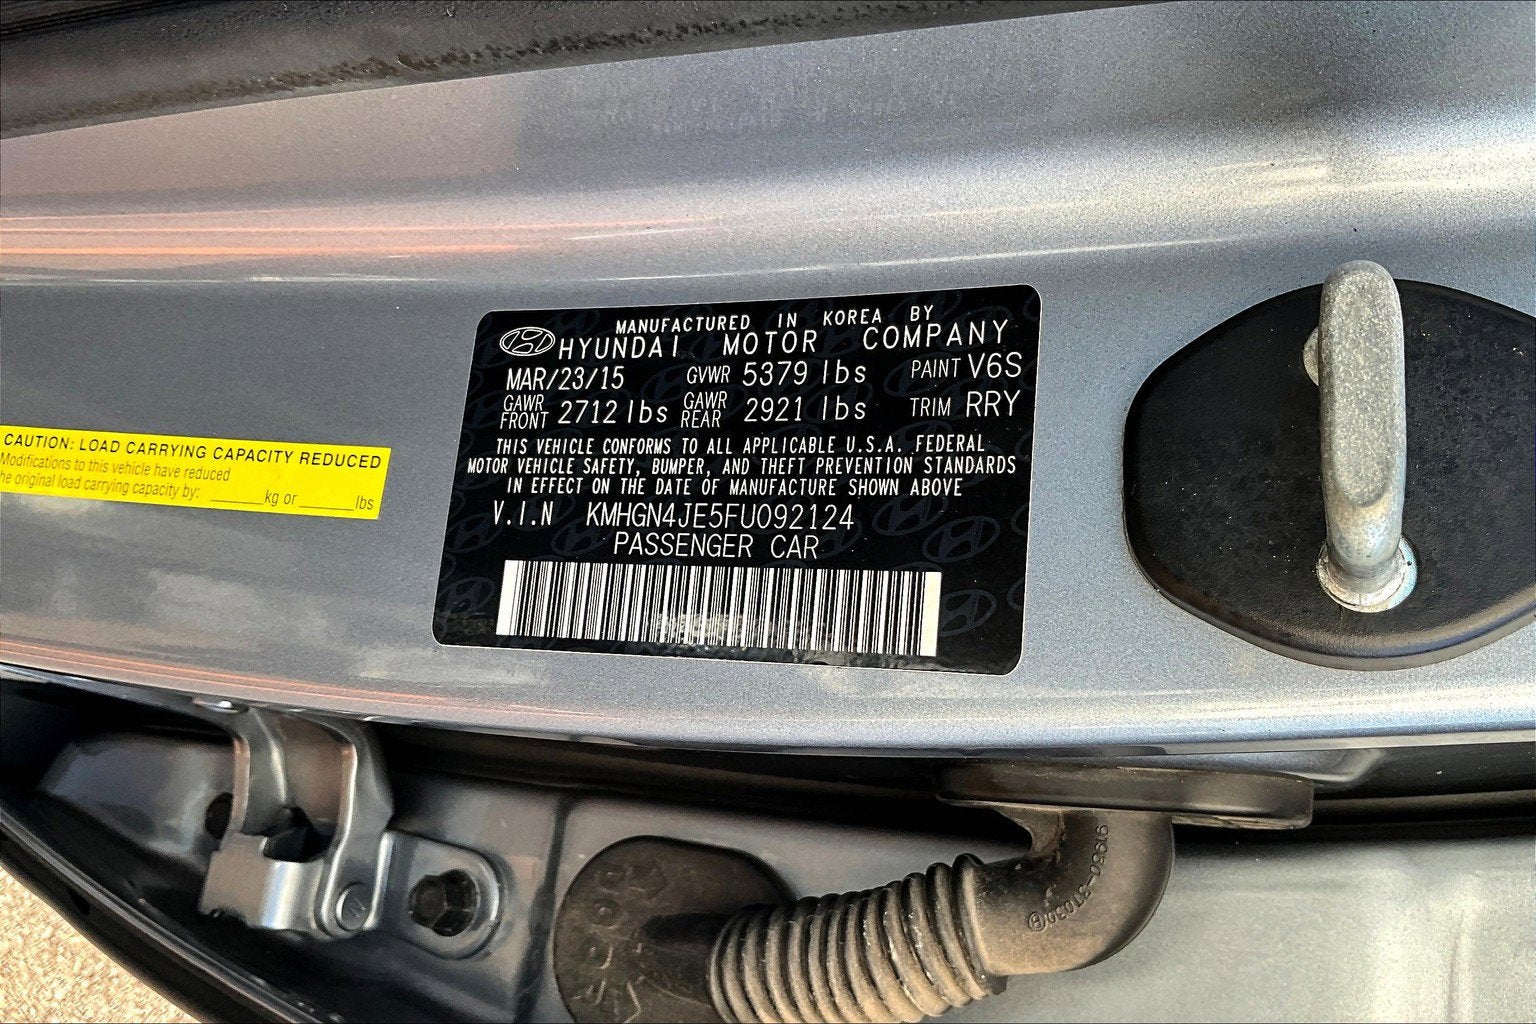 MANUFACTURED IN KOREA BY
HYUNDAI MOTOR COMPANY
MAR/23/15 GVWR 5379 lbs PAINT V6S
GAWR FRONT 2712 lbs GAWR REAR 2921 lbs TRIM RRY
THIS VEHICLE CONFORMS TO ALL APPLICABLE U.S.A. FEDERAL
MOTOR VEHICLE SAFETY, BUMPER, AND THEFT PREVENTION STANDARDS
IN EFFECT ON THE DATE OF MANUFACTURE SHOWN ABOVE
V.I.N KMHGN4JE5FU092124
PASSENGER CAR
CAUTION: LOAD CARRYING CAPACITY REDUCED
Modifications to this vehicle have reduced
he original load carrying capacity by: ______kg or ______lbs